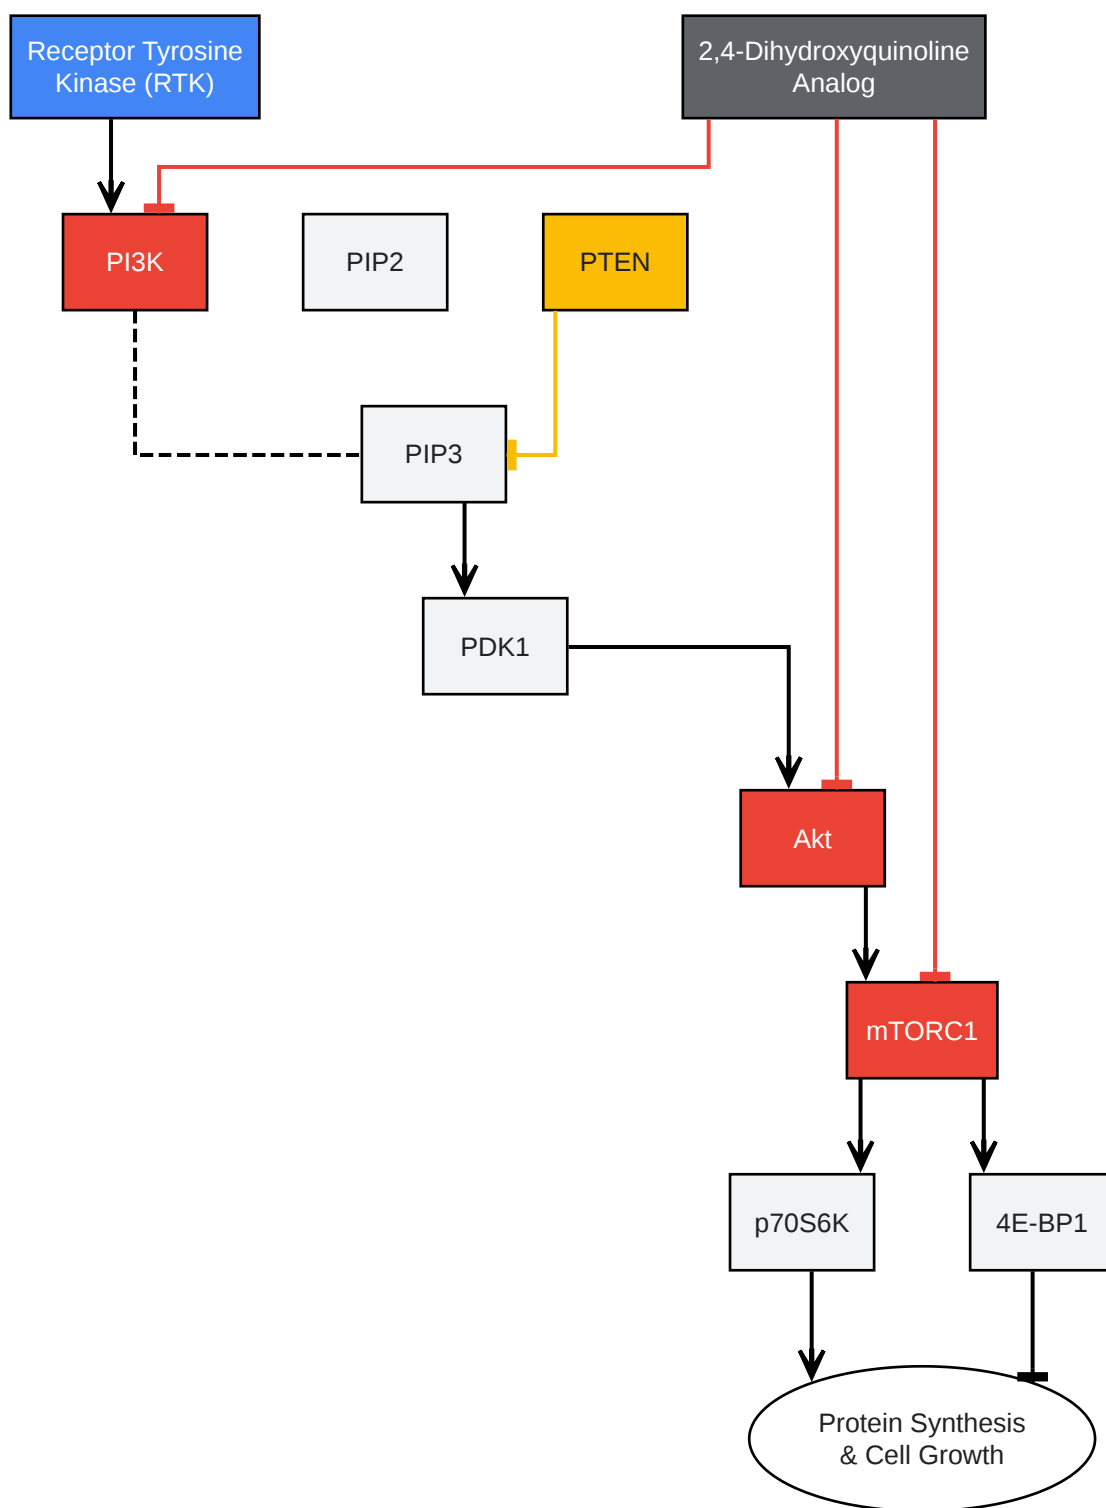 Receptor Tyrosine
Kinase (RTK)
2,4-Dihydroxyquinoline
Analog
PI3K
PIP2
PTEN
PIP3
PDK1
Akt
mTORC1
p70S6K
4E-BP1
Protein Synthesis
& Cell Growth